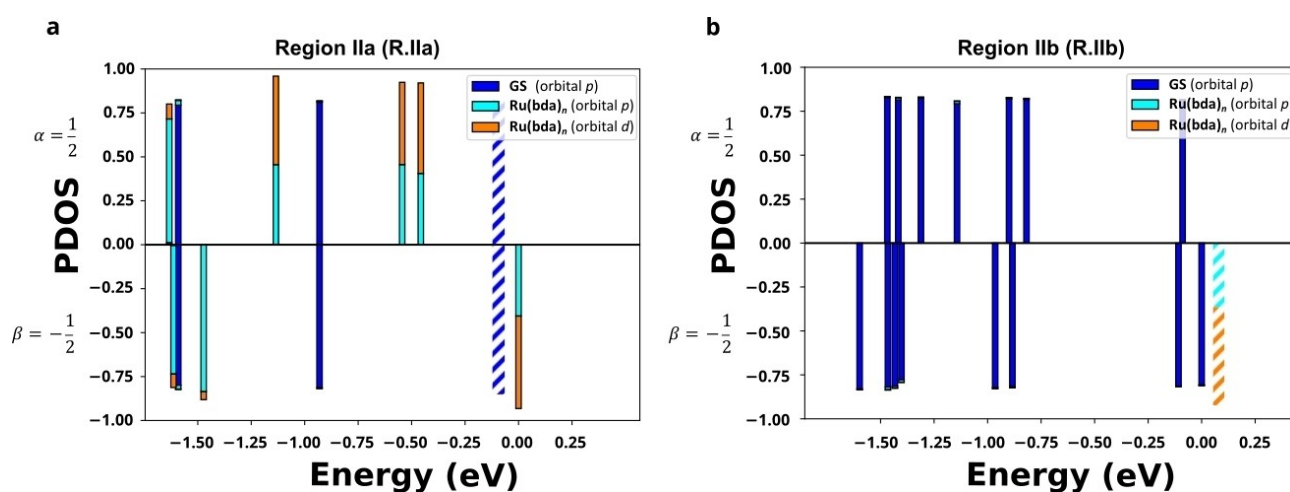 a
Region IIa (R.IIa)
1.00
0.75
0.50
0.25
0.00
−0.25
−0.50
−0.75
−1.00
α = 1/2
β = − 1/2
PDOS
GS (orbital p)
Ru(bda)n (orbital p)
Ru(bda)n (orbital d)
−1.50 −1.25 −1.00 −0.75 −0.50 −0.25 0.00 0.25
Energy (eV)
b
Region IIb (R.IIb)
1.00
0.75
0.50
0.25
0.00
−0.25
−0.50
−0.75
−1.00
α = 1/2
β = − 1/2
PDOS
GS (orbital p)
Ru(bda)n (orbital p
Ru(bda)n (orbital d
−1.50 −1.25 −1.00 −0.75 −0.50 −0.25 0.00 0.25
Energy (eV)